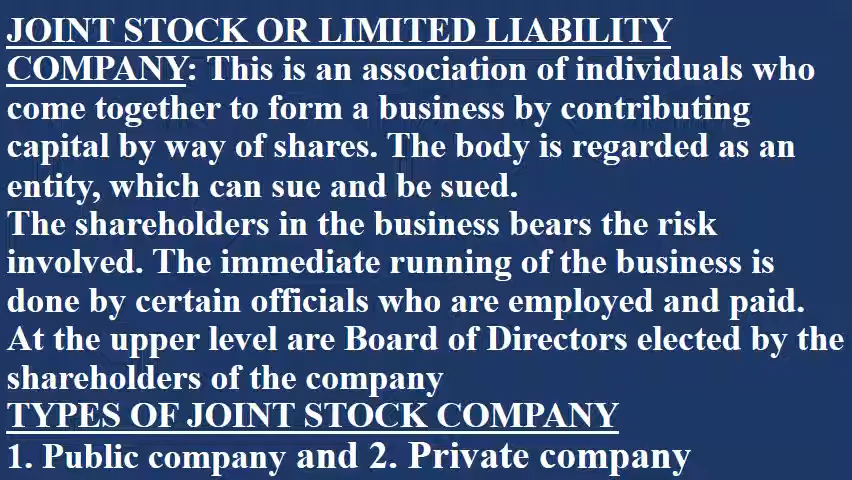 JOINT STOCK OR LIMITED LIABILITY
COMPANY: This is an association of individuals who
come together to form a business by contributing
capital by way of shares. The body is regarded as an
entity, which can sue and be sued.
The shareholders in the business bears the risk
involved. The immediate running of the business is
done by certain officials who are employed and paid.
At the upper level are Board of Directors elected by the
shareholders of the company
TYPES OF JOINT STOCK COMPANY
1. Public company and 2. Private company